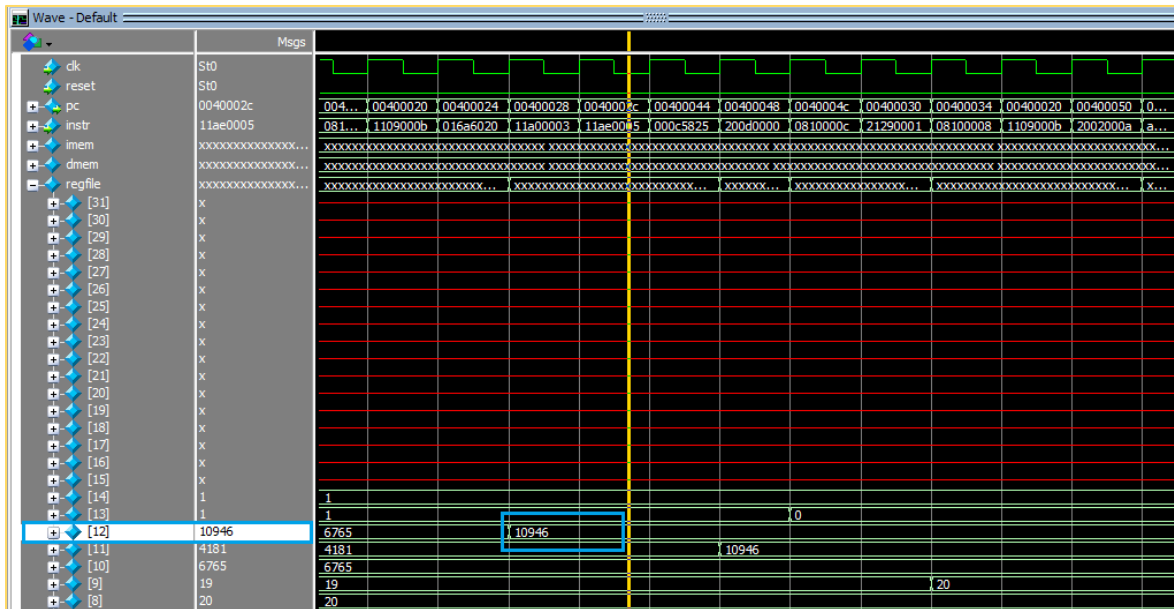 Wave - Default
Msgs
clk St0
reset St0
pc 0040002c 004... 00400020 00400024 00400028 0040002c 00400044 00400048 0040004c 00400030 00400034 00400020 00400050 0...
instr 11ae0005 081... 1109000b 016a6020 11a00003 11ae0005 000c5825 200d0000 0810000c 21290001 08100008 1109000b 2002000a a...
imem
dmem
regfile
[31] x
[30] x
[29] x
[28] x
[27] x
[26] x
[25] x
[24] x
[23] x
[22] x
[21] x
[20] x
[19] x
[18] x
[17] x
[16] x
[15] x
[14] 1 1
[13] 1 1 0
[12] 10946 6765 10946
[11] 4181 4181 10946
[10] 6765 6765
[9] 19 19 20
[8] 20 20